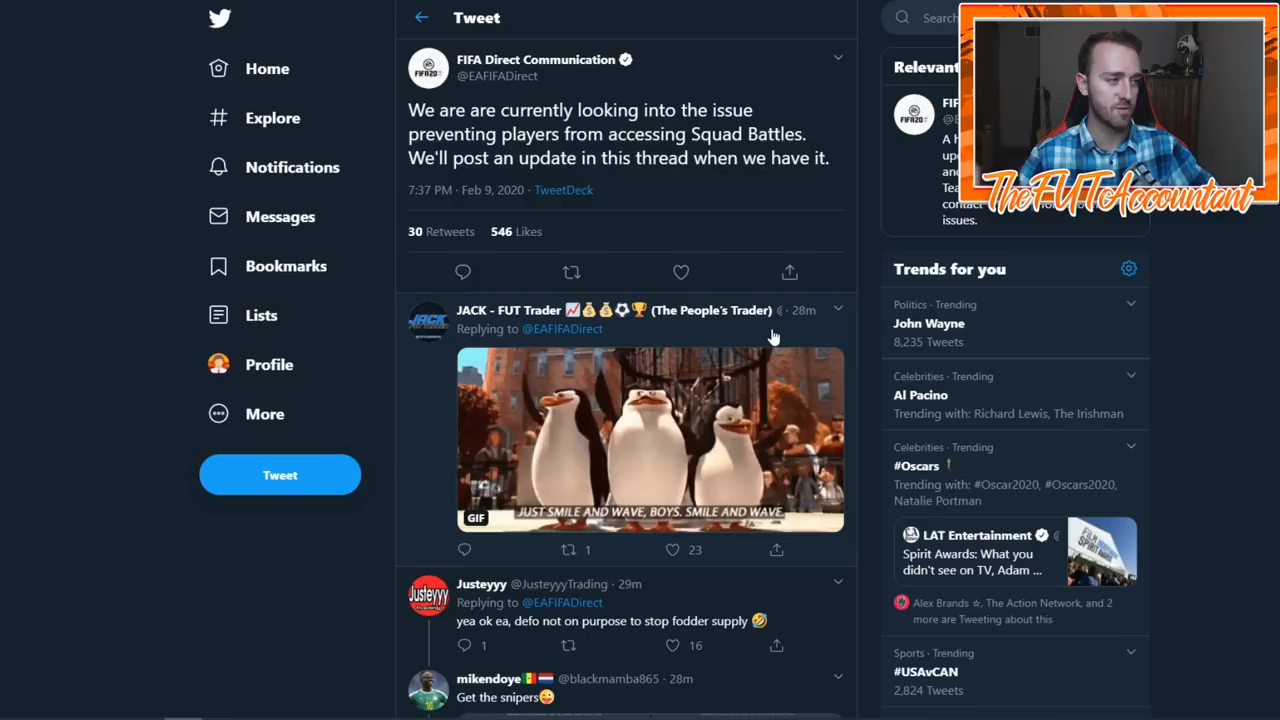 Tweet
Search
Home
Explore
Notifications
Messages
Bookmarks
Lists
Profile
More
Tweet
FIFA Direct Communication
@EAFIFADirect
We are are currently looking into the issue
preventing players from accessing Squad Battles.
We'll post an update in this thread when we have it.
7:37 PM · Feb 9, 2020 · TweetDeck
30 Retweets 546 Likes
JACK - FUT Trader 📈💰💰⚽🏆 (The People's Trader) · 28m
Replying to @EAFIFADirect
JUST SMILE AND WAVE, BOYS. SMILE AND WAVE.
GIF
1 23
Justeyyy @JusteyyyTrading · 29m
Replying to @EAFIFADirect
yea ok ea, defo not on purpose to stop fodder supply 🤣
1 16
mikendoye🇸🇳🇳🇱 @blackmamba865 · 28m
Get the snipers😜
Relevant
FIF
@E
A h
upd
and
Tea
contact
issues.
TheFUTAccountant
Trends for you
Politics · Trending
John Wayne
8,235 Tweets
Celebrities · Trending
Al Pacino
Trending with: Richard Lewis, The Irishman
Celebrities · Trending
#Oscars
Trending with: #Oscar2020, #Oscars2020,
Natalie Portman
LAT Entertainment
Spirit Awards: What you
didn't see on TV, Adam ...
Alex Brands ☆, The Action Network, and 2
more are Tweeting about this
Sports · Trending
#USAvCAN
2,824 Tweets